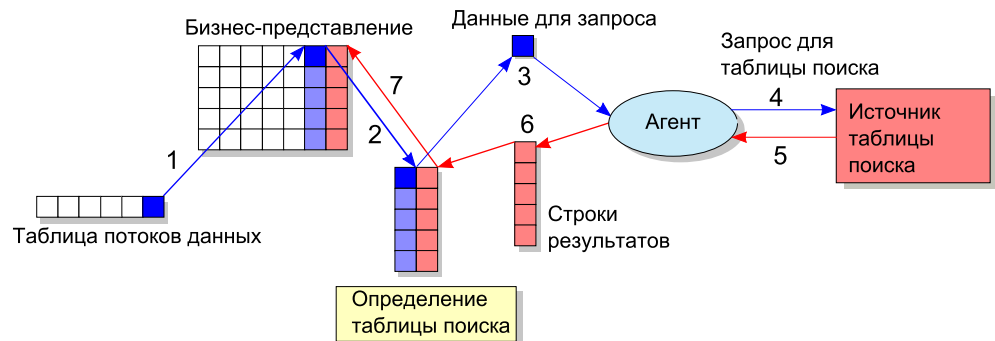 Бизнес-представление
Данные для запроса
Запрос для
таблицы поиска
1
2
7
3
6
4
5
Агент
Источник
таблицы
поиска
Таблица потоков данных
Строки
результатов
Определение
таблицы поиска